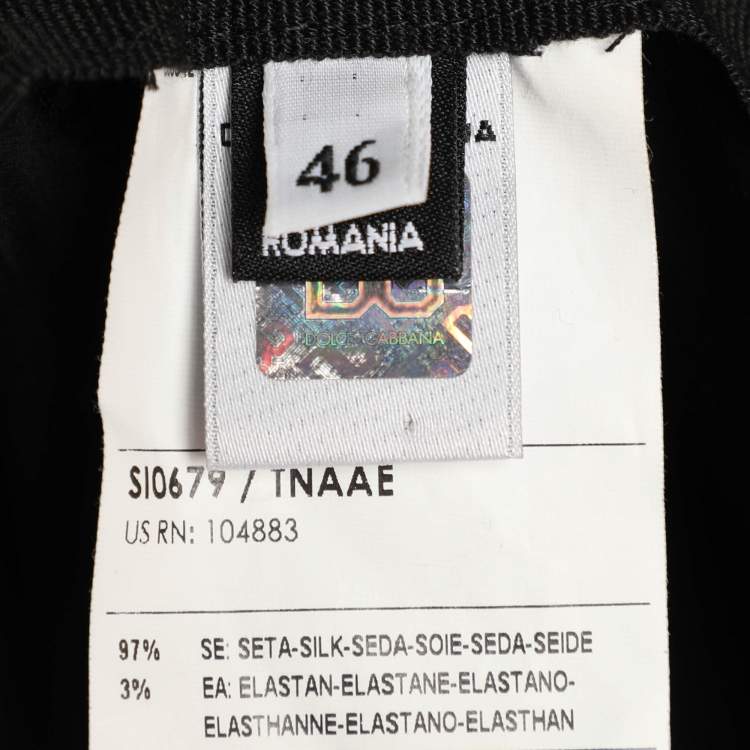 46
ROMANIA
DG
DOLCE&GABBANA
SI0679 / TNAAE
US RN: 104883
97% SE: SETA-SILK-SEDA-SOIE-SEDA-SEIDE
3% EA: ELASTAN-ELASTANE-ELASTANO-
ELASTHANNE-ELASTANO-ELASTHAN